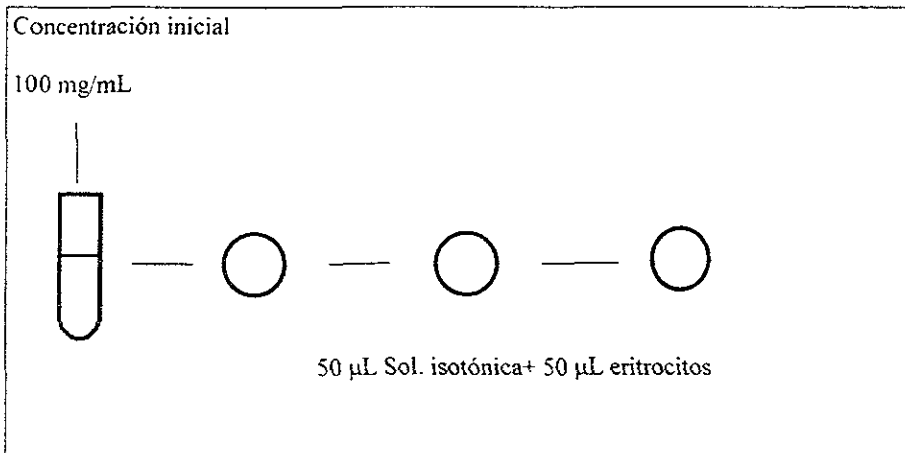 Concentración inicial
100 mg/mL
50 µL Sol. isotónica+ 50 µL eritrocitos